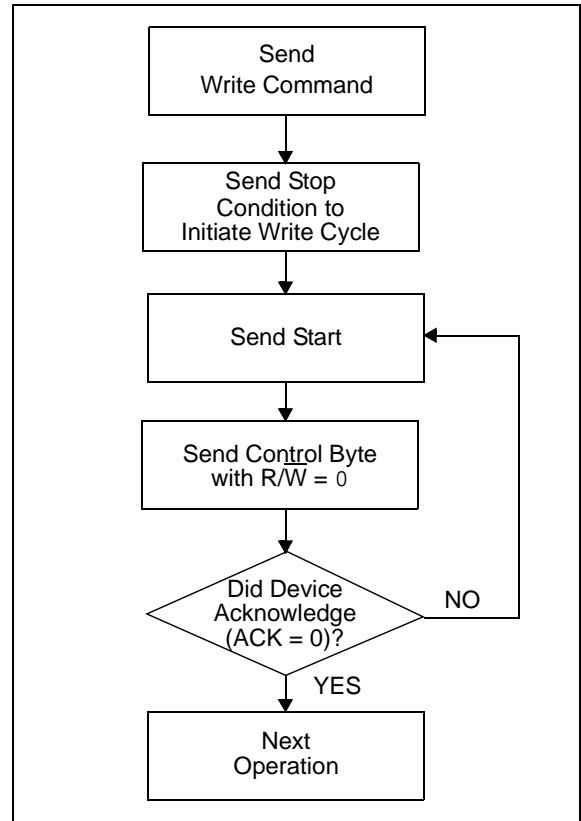 Send
Write Command
Send Stop
Condition to
Initiate Write Cycle
Send Start
Send Control Byte
with R/W̅ = 0
Did Device
Acknowledge
(ACK = 0)?
NO
YES
Next
Operation